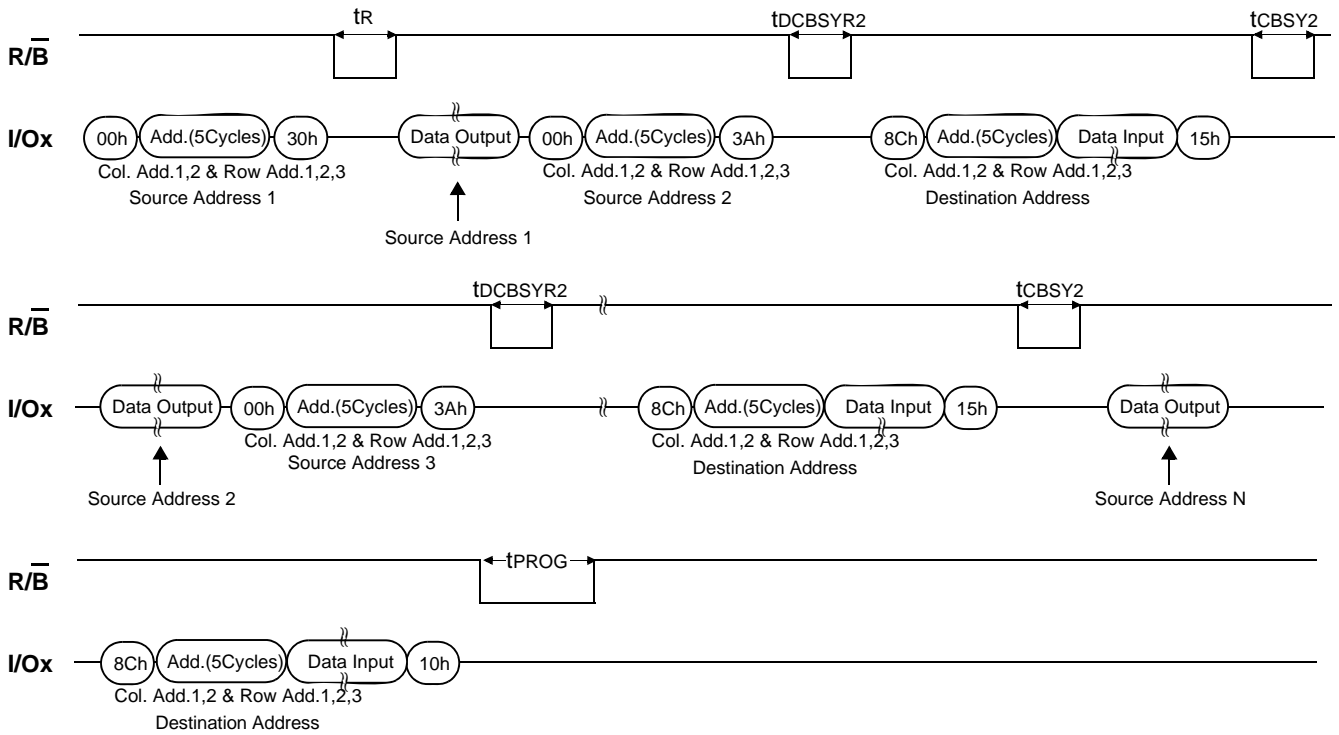 tR tDCBSYR2 tCBSY2
R/B
I/Ox 00h Add.(5Cycles) 30h Data Output 00h Add.(5Cycles) 3Ah 8Ch Add.(5Cycles) Data Input 15h
Col. Add.1,2 & Row Add.1,2,3 Col. Add.1,2 & Row Add.1,2,3 Col. Add.1,2 & Row Add.1,2,3
Source Address 1 Source Address 2 Destination Address
Source Address 1
tDCBSYR2 tCBSY2
R/B
I/Ox Data Output 00h Add.(5Cycles) 3Ah 8Ch Add.(5Cycles) Data Input 15h Data Output
Col. Add.1,2 & Row Add.1,2,3 Col. Add.1,2 & Row Add.1,2,3
Source Address 3 Destination Address
Source Address 2 Source Address N
tPROG
R/B
I/Ox 8Ch Add.(5Cycles) Data Input 10h
Col. Add.1,2 & Row Add.1,2,3
Destination Address